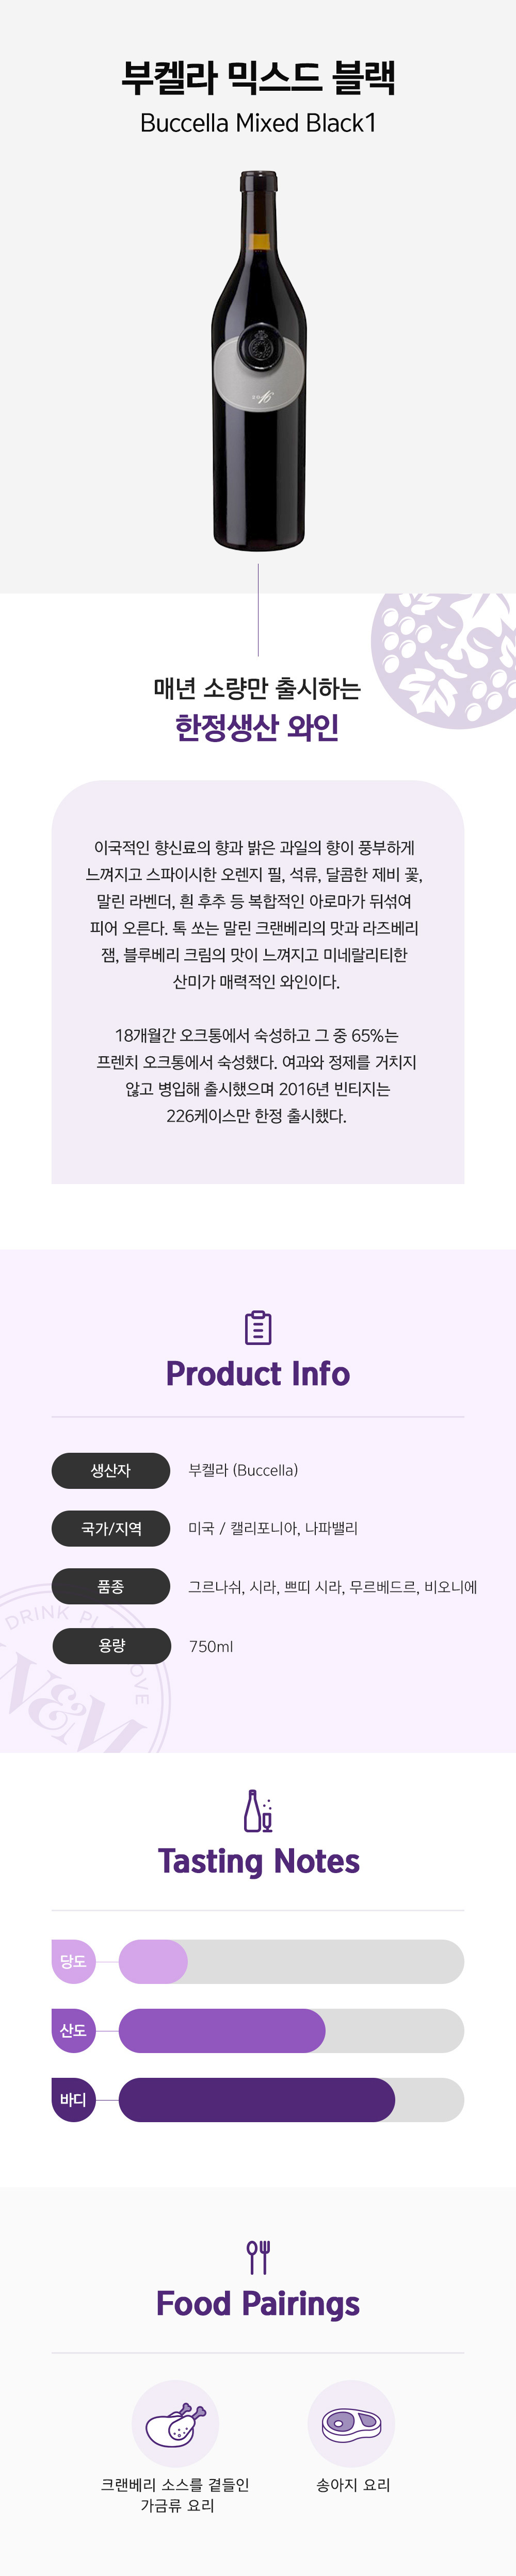 부켈라 믹스드 블랙
Buccella Mixed Black1
매년 소량만 출시하는
한정생산 와인
이국적인 향신료의 향과 밝은 과일의 향이 풍부하게
느껴지고 스파이시한 오렌지 필, 석류, 달콤한 제비 꽃,
말린 라벤더, 흰 후추 등 복합적인 아로마가 뒤섞여
피어 오른다. 톡 쏘는 말린 크랜베리의 맛과 라즈베리
잼, 블루베리 크림의 맛이 느껴지고 미네랄리티한
산미가 매력적인 와인이다.
18개월간 오크통에서 숙성하고 그 중 65%는
프렌치 오크통에서 숙성했다. 여과와 정제를 거치지
않고 병입해 출시했으며 2016년 빈티지는
226케이스만 한정 출시했다.
Product Info
생산자 부켈라 (Buccella)
국가/지역 미국 / 캘리포니아, 나파밸리
품종 그르나쉬, 시라, 쁘띠 시라, 무르베드르, 비오니에
용량 750ml
DRINK
W&M
Tasting Notes
당도
산도
바디
Food Pairings
크랜베리 소스를 곁들인
가금류 요리
송아지 요리